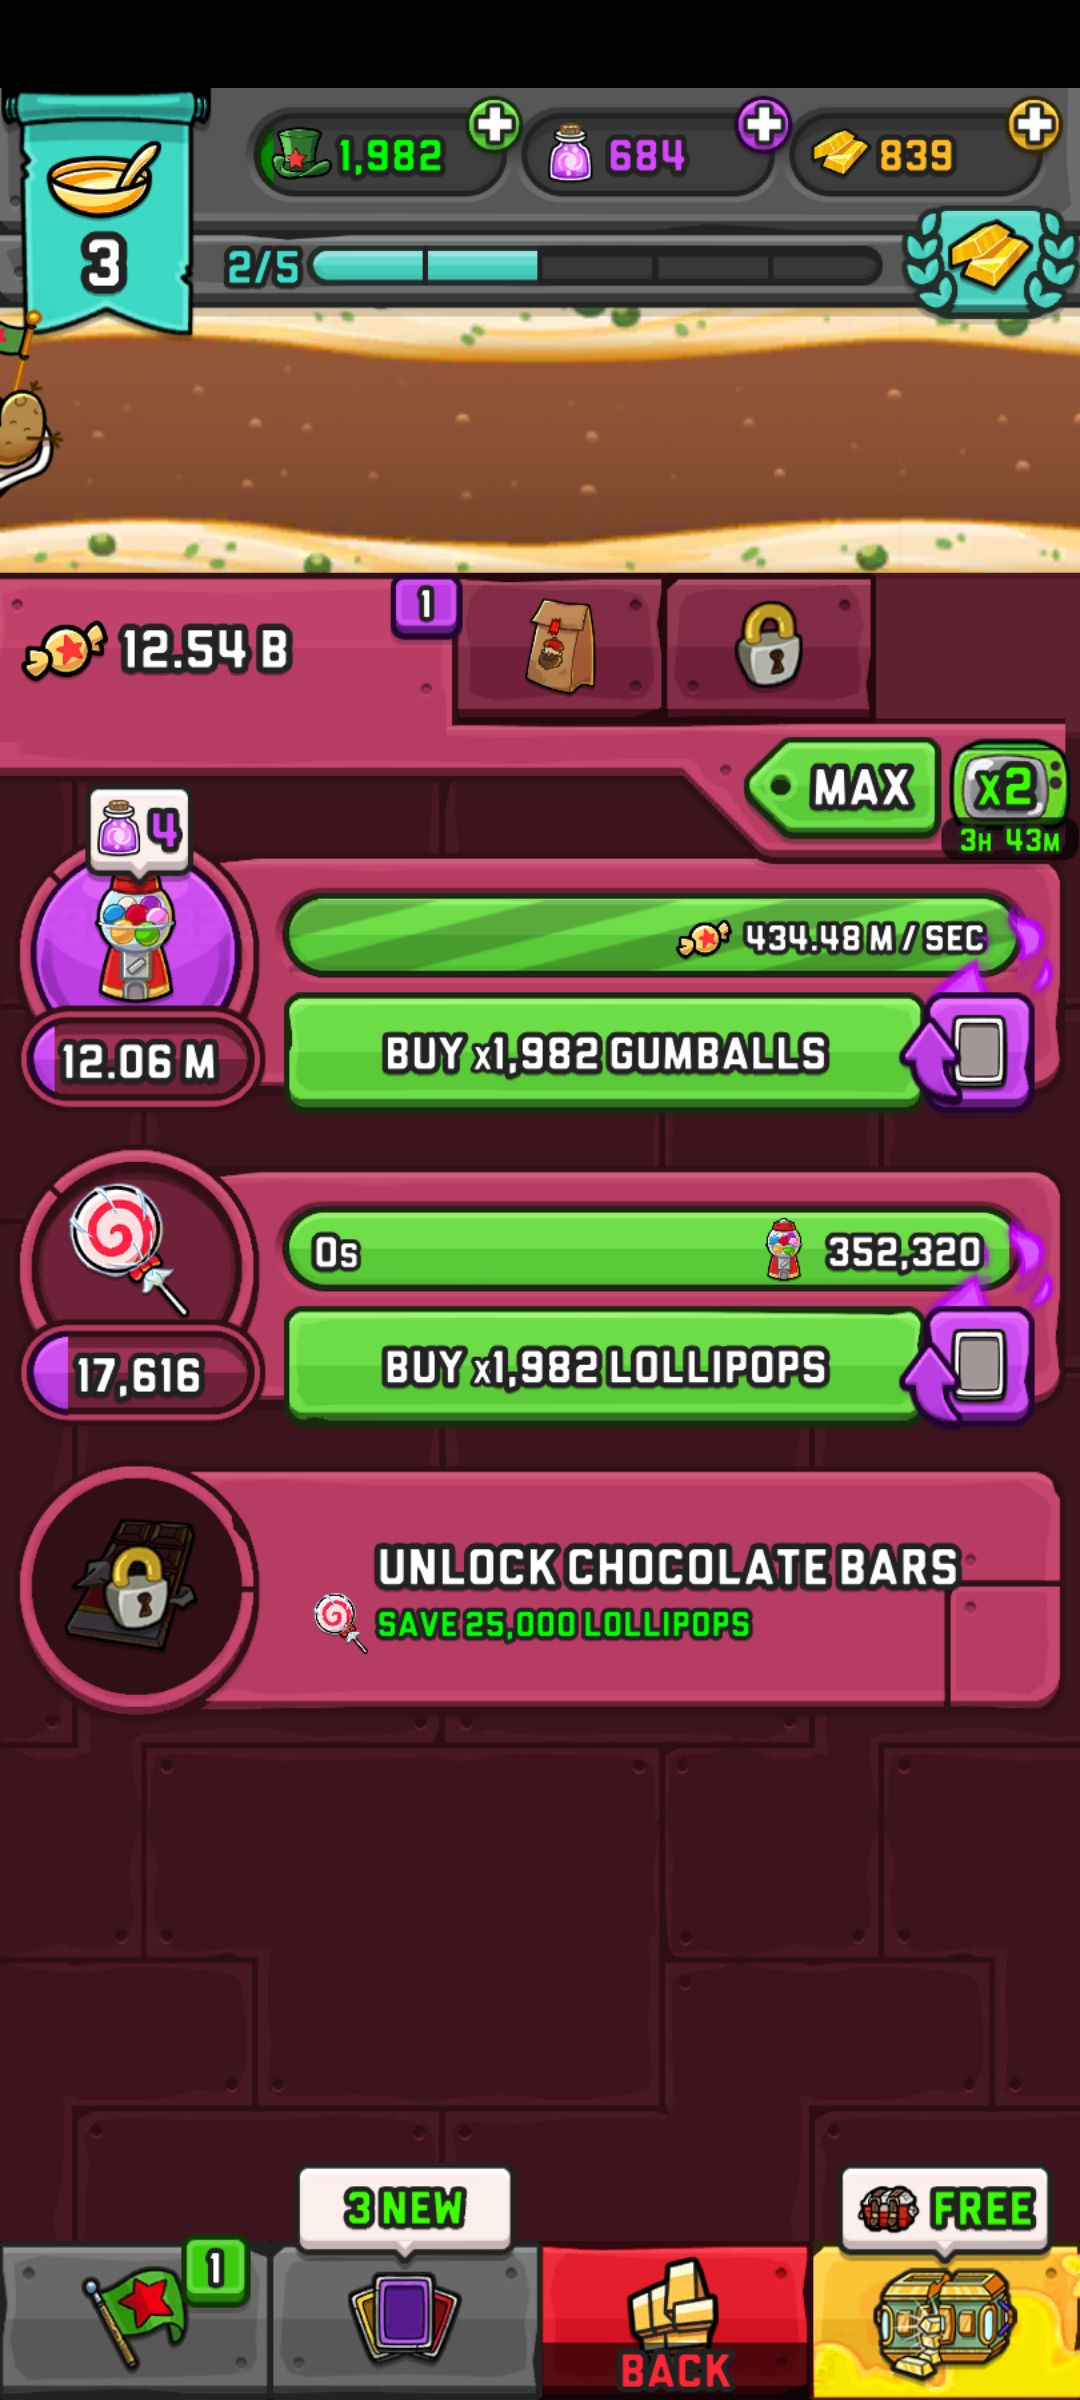 1,982
684
839
3
2/5
12.54 B
1
MAX
x2
3H 43M
4
434.48 M / SEC
12.06 M
BUY x1,982 GUMBALLS
0s
352,320
17,616
BUY x1,982 LOLLIPOPS
UNLOCK CHOCOLATE BARS
SAVE 25,000 LOLLIPOPS
3 NEW
FREE
1
BACK